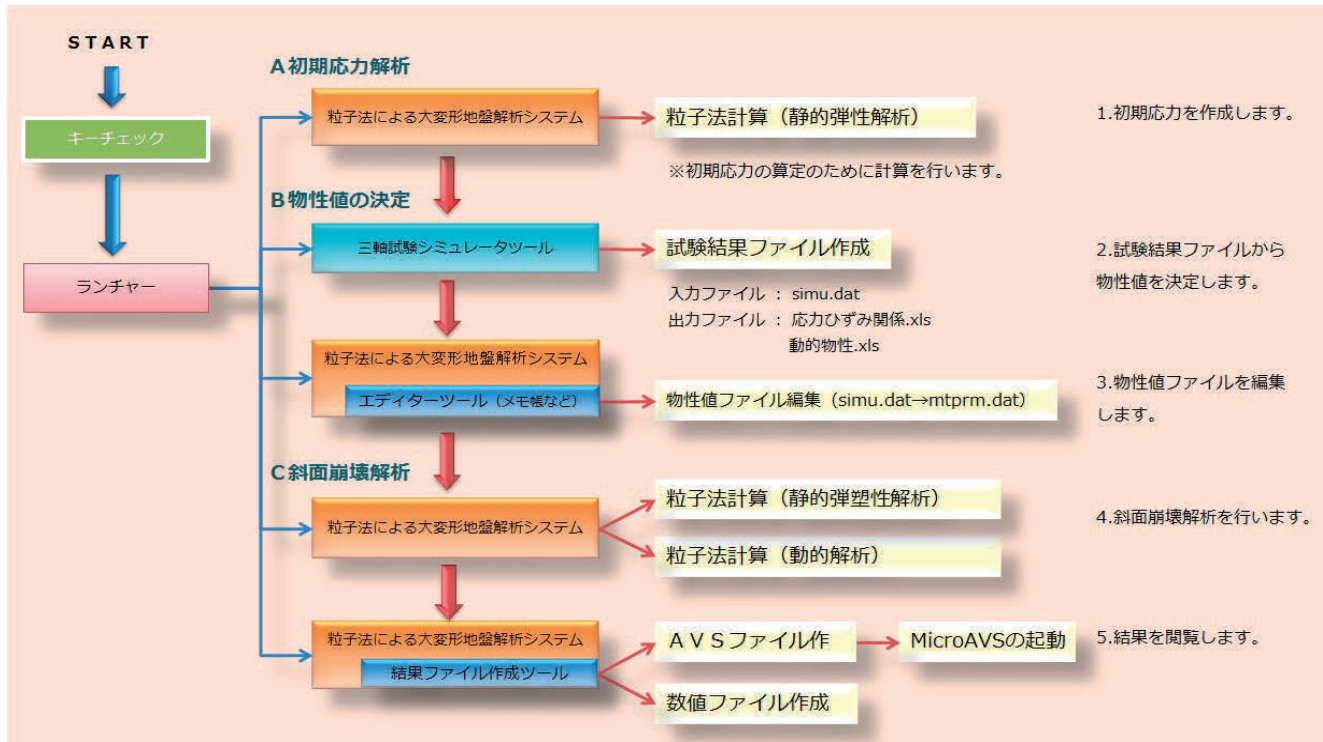 START
キーチェック
ランチャー
A初期応力解析
粒子法による大変形地盤解析システム
粒子法計算（静的弾性解析）
※初期応力の算定のために計算を行います。
1.初期応力を作成します。
B物性値の決定
三軸試験シミュレータツール
試験結果ファイル作成
入力ファイル ： simu.dat
出力ファイル ： 応力ひずみ関係.xls
動的物性.xls
2.試験結果ファイルから
物性値を決定します。
粒子法による大変形地盤解析システム
エディターツール（メモ帳など）
物性値ファイル編集（simu.dat→mtprm.dat）
3.物性値ファイルを編集
します。
C斜面崩壊解析
粒子法による大変形地盤解析システム
粒子法計算（静的弾塑性解析）
粒子法計算（動的解析）
4.斜面崩壊解析を行います。
粒子法による大変形地盤解析システム
結果ファイル作成ツール
ＡＶＳファイル作
MicroAVSの起動
数値ファイル作成
5.結果を閲覧します。